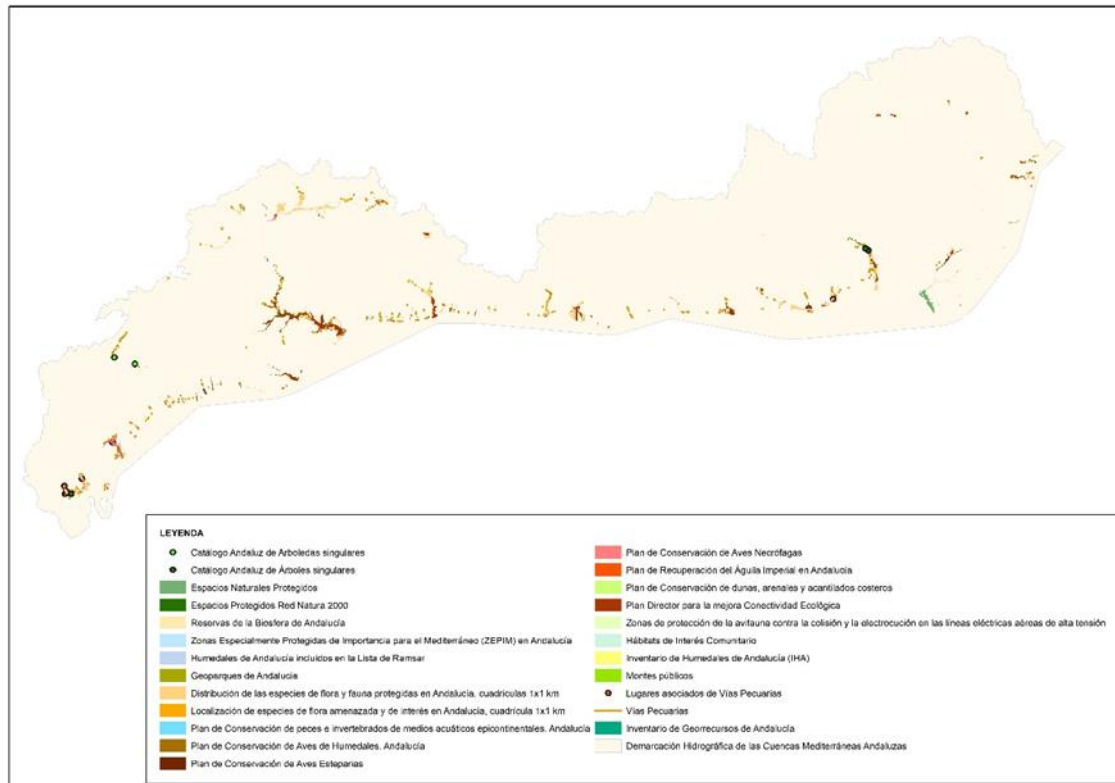 LEYENDA
Catálogo Andaluz de Arboledas singulares
Catálogo Andaluz de Árboles singulares
Espacios Naturales Protegidos
Espacios Protegidos Red Natura 2000
Reservas de la Biosfera de Andalucía
Zonas Especialmente Protegidas de Importancia para el Mediterráneo (ZEPIM) en Andalucía
Humedales de Andalucía incluidos en la Lista de Ramsar
Geoparques de Andalucía
Distribución de las especies de flora y fauna protegidas en Andalucía. cuadrículas 1x1 km
Localización de especies de flora amenazada y de interés en Andalucía, cuadrícula 1x1 km
Plan de Conservación de peces e invertebrados de medios acuáticos epicontinentales. Andalucía
Plan de Conservación de Aves de Humedales. Andalucía
Plan de Conservación de Aves Esteparias
Plan de Conservación de Aves Necrófagas
Plan de Recuperación del Águila Imperial en Andalucía
Plan de Conservación de dunas, arenales y acantilados costeros
Plan Director para la mejora Conectividad Ecológica
Zonas de protección de la avifauna contra la colisión y la electrocución en las líneas eléctricas aéreas de alta tensión
Hábitats de Interés Comunitario
Inventario de Humedales de Andalucía (IHA)
Montes públicos
Lugares asociados de Vías Pecuarias
Vías Pecuarias
Inventario de Georrecursos de Andalucía
Demarcación Hidrográfica de las Cuencas Mediterráneas Andaluzas